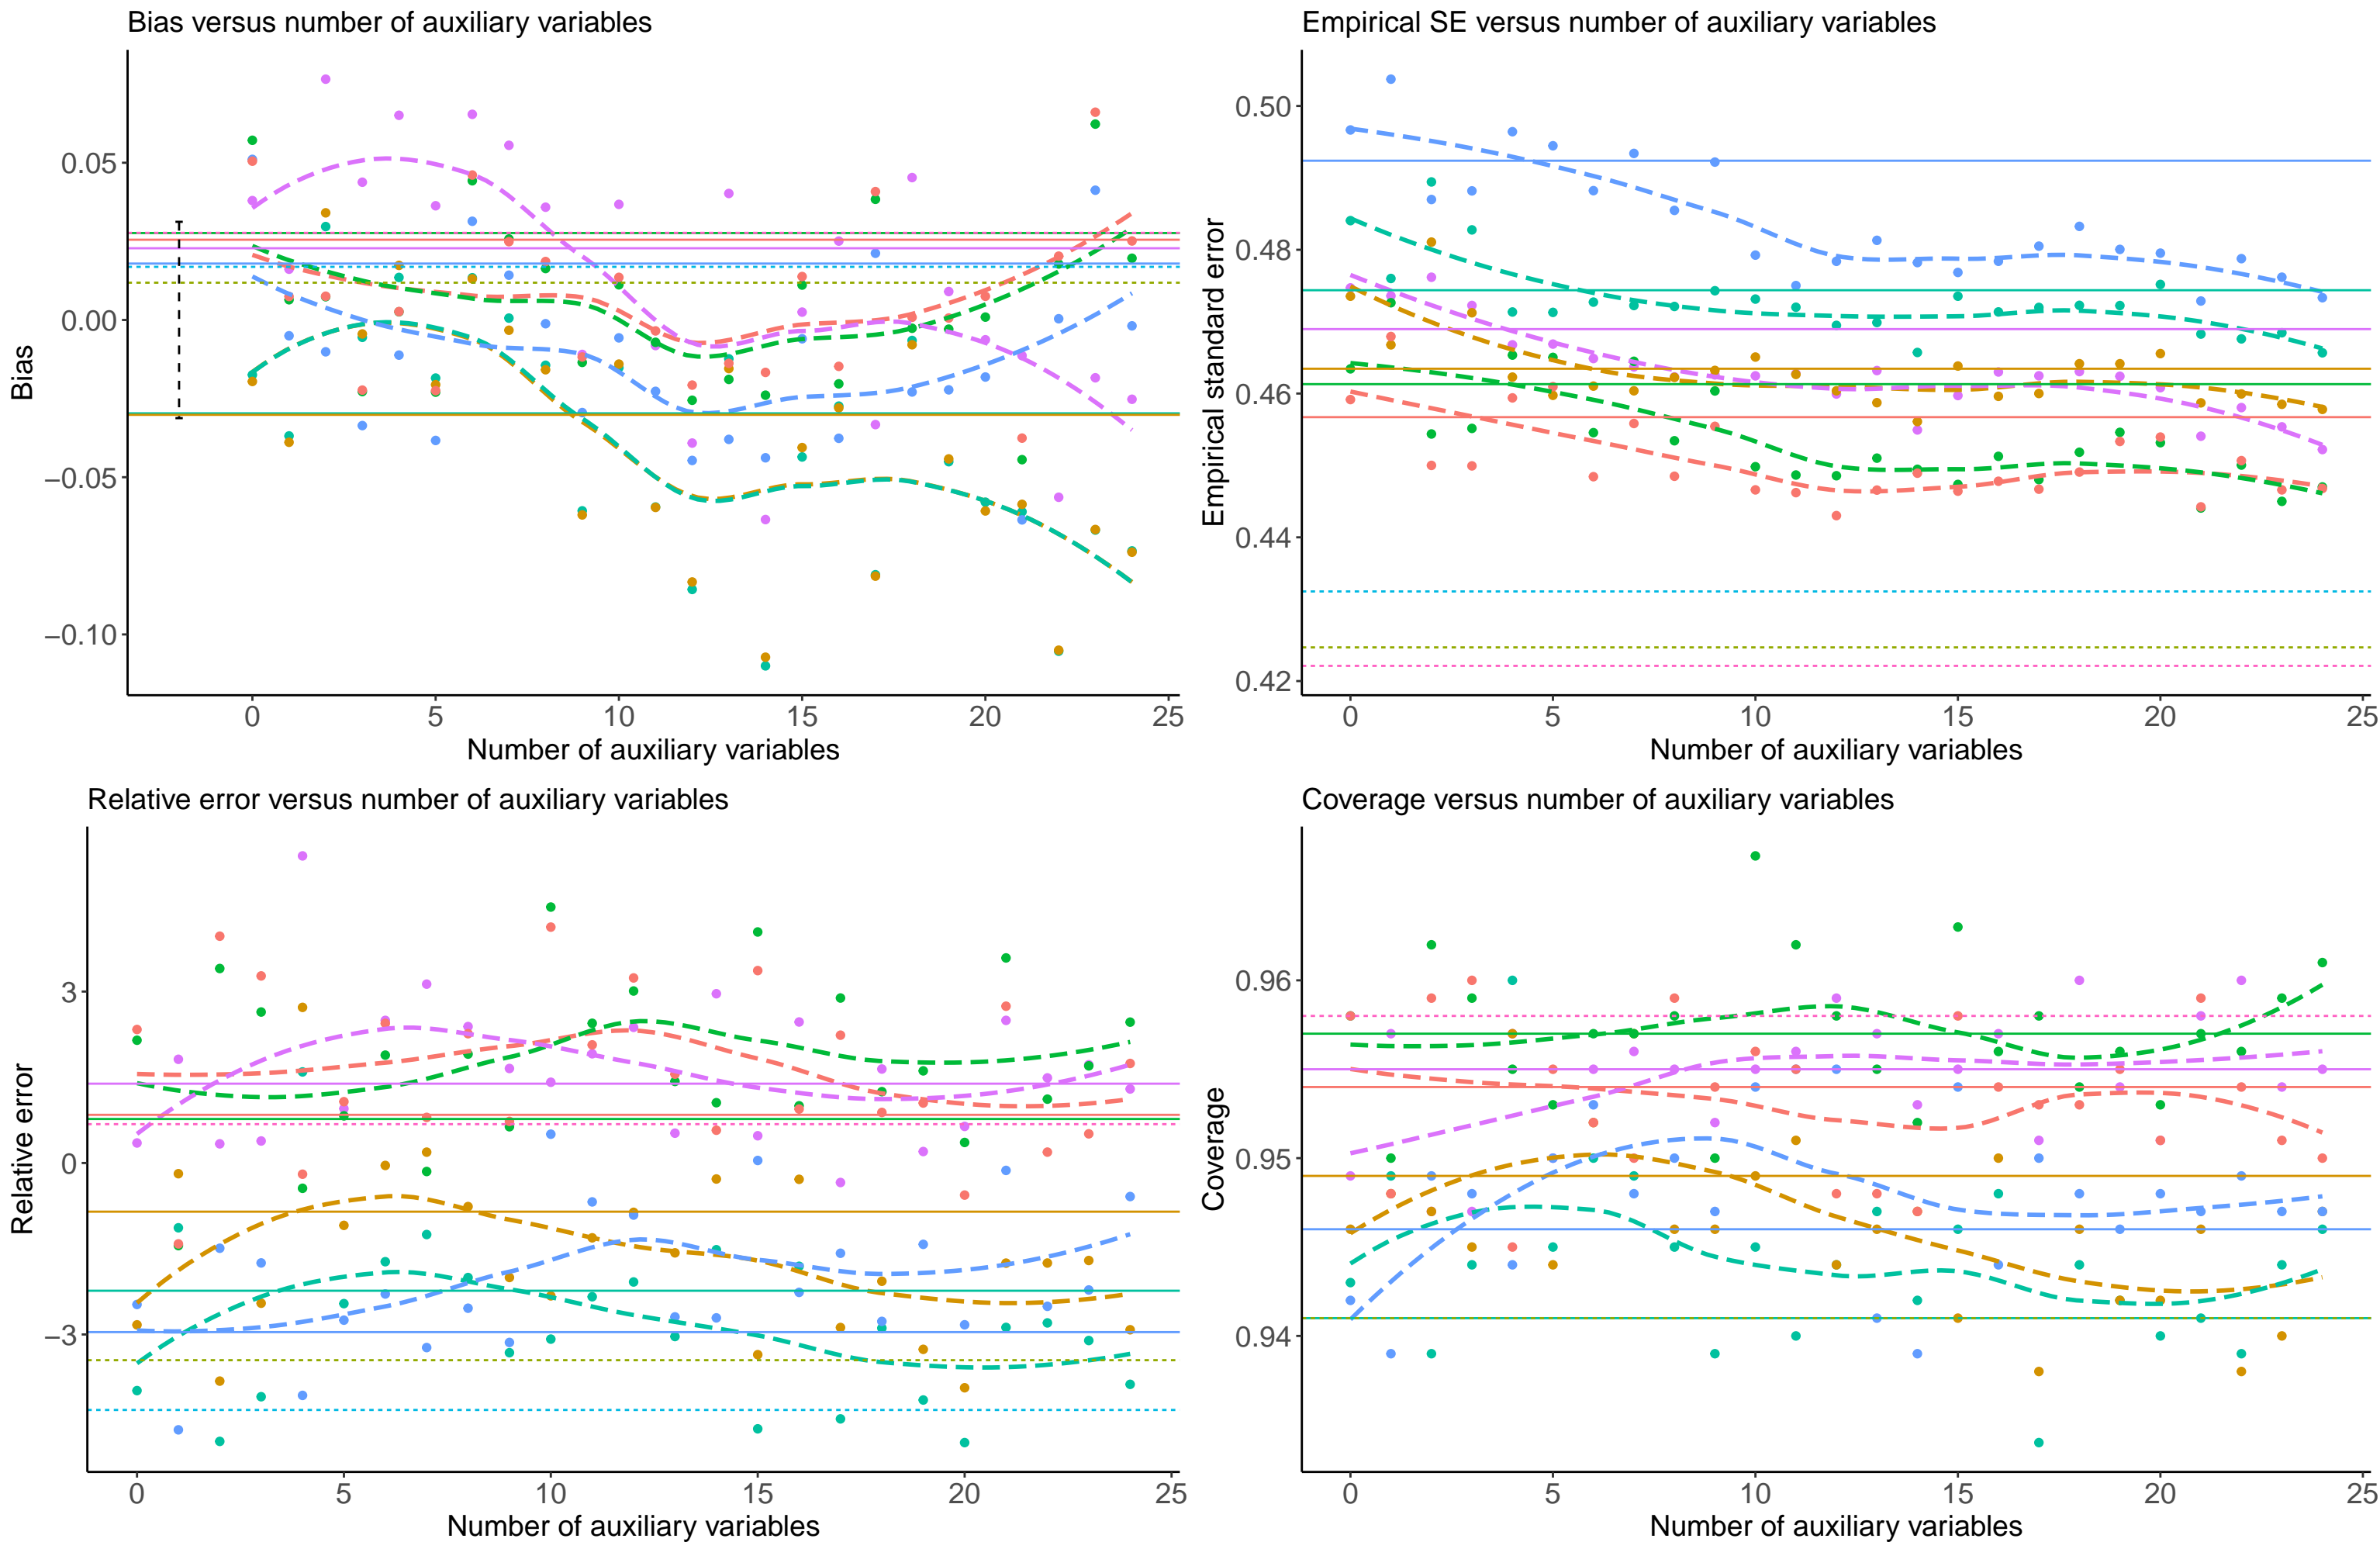 Bias versus number of auxiliary variables
0.05
0.00
−0.05
−0.10
Bias
0 5 10 15 20 25
Number of auxiliary variables
Empirical SE versus number of auxiliary variables
0.50
0.48
0.46
0.44
0.42
Empirical standard error
0 5 10 15 20 25
Number of auxiliary variables
Relative error versus number of auxiliary variables
3
0
−3
Relative error
0 5 10 15 20 25
Number of auxiliary variables
Coverage versus number of auxiliary variables
0.96
0.95
0.94
Coverage
0 5 10 15 20 25
Number of auxiliary variables